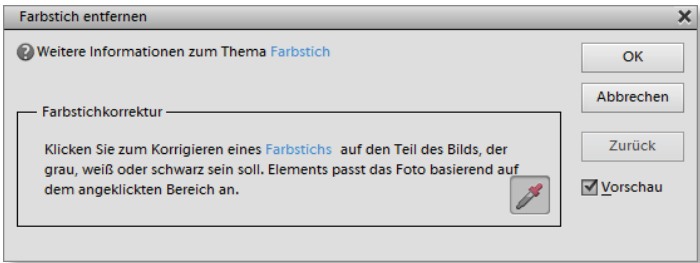 Farbstich entfernen
Weitere Informationen zum Thema Farbstich
OK
Abbrechen
Zurück
Vorschau
Farbstichkorrektur
Klicken Sie zum Korrigieren eines Farbstichs auf den Teil des Bilds, der
grau, weiß oder schwarz sein soll. Elements passt das Foto basierend auf
dem angeklickten Bereich an.